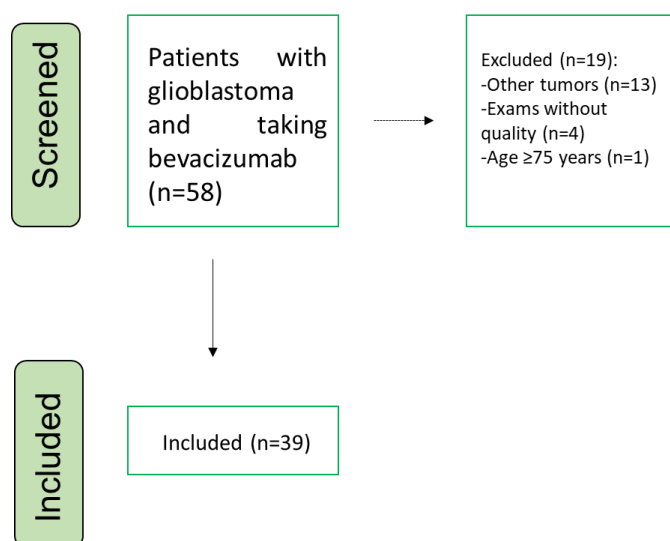 Screened
Patients with
glioblastoma
and taking
bevacizumab
(n=58)
Excluded (n=19):
-Other tumors (n=13)
-Exams without
quality (n=4)
-Age ≥75 years (n=1)
Included
Included (n=39)